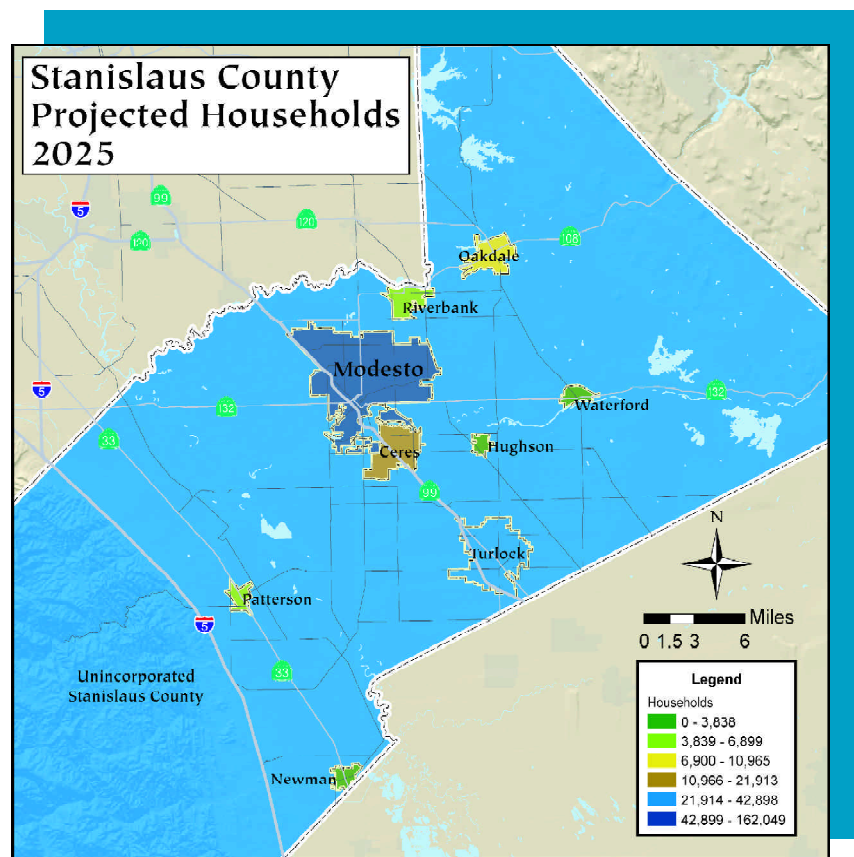 Stanislaus County
Projected Households
2025
99
5
120
120
108
Oakdale
Riverbank
Modesto
5
132
132
Waterford
33
Ceres
Hughson
99
N
Turlock
Patterson
5
Miles
0 1.5 3 6
33
Unincorporated
Stanislaus County
Newman
Legend
Households
0 - 3,838
3,839 - 6,899
6,900 - 10,965
10,966 - 21,913
21,914 - 42,898
42,899 - 162,049